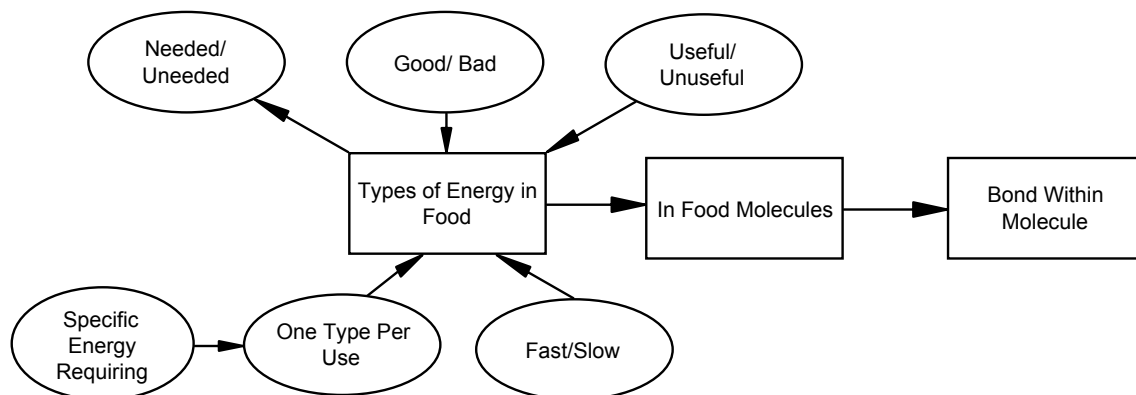 Needed/
Uneeded
Good/ Bad
Useful/
Unuseful
Types of Energy in
Food
In Food Molecules
Bond Within
Molecule
Specific
Energy
Requiring
One Type Per
Use
Fast/Slow